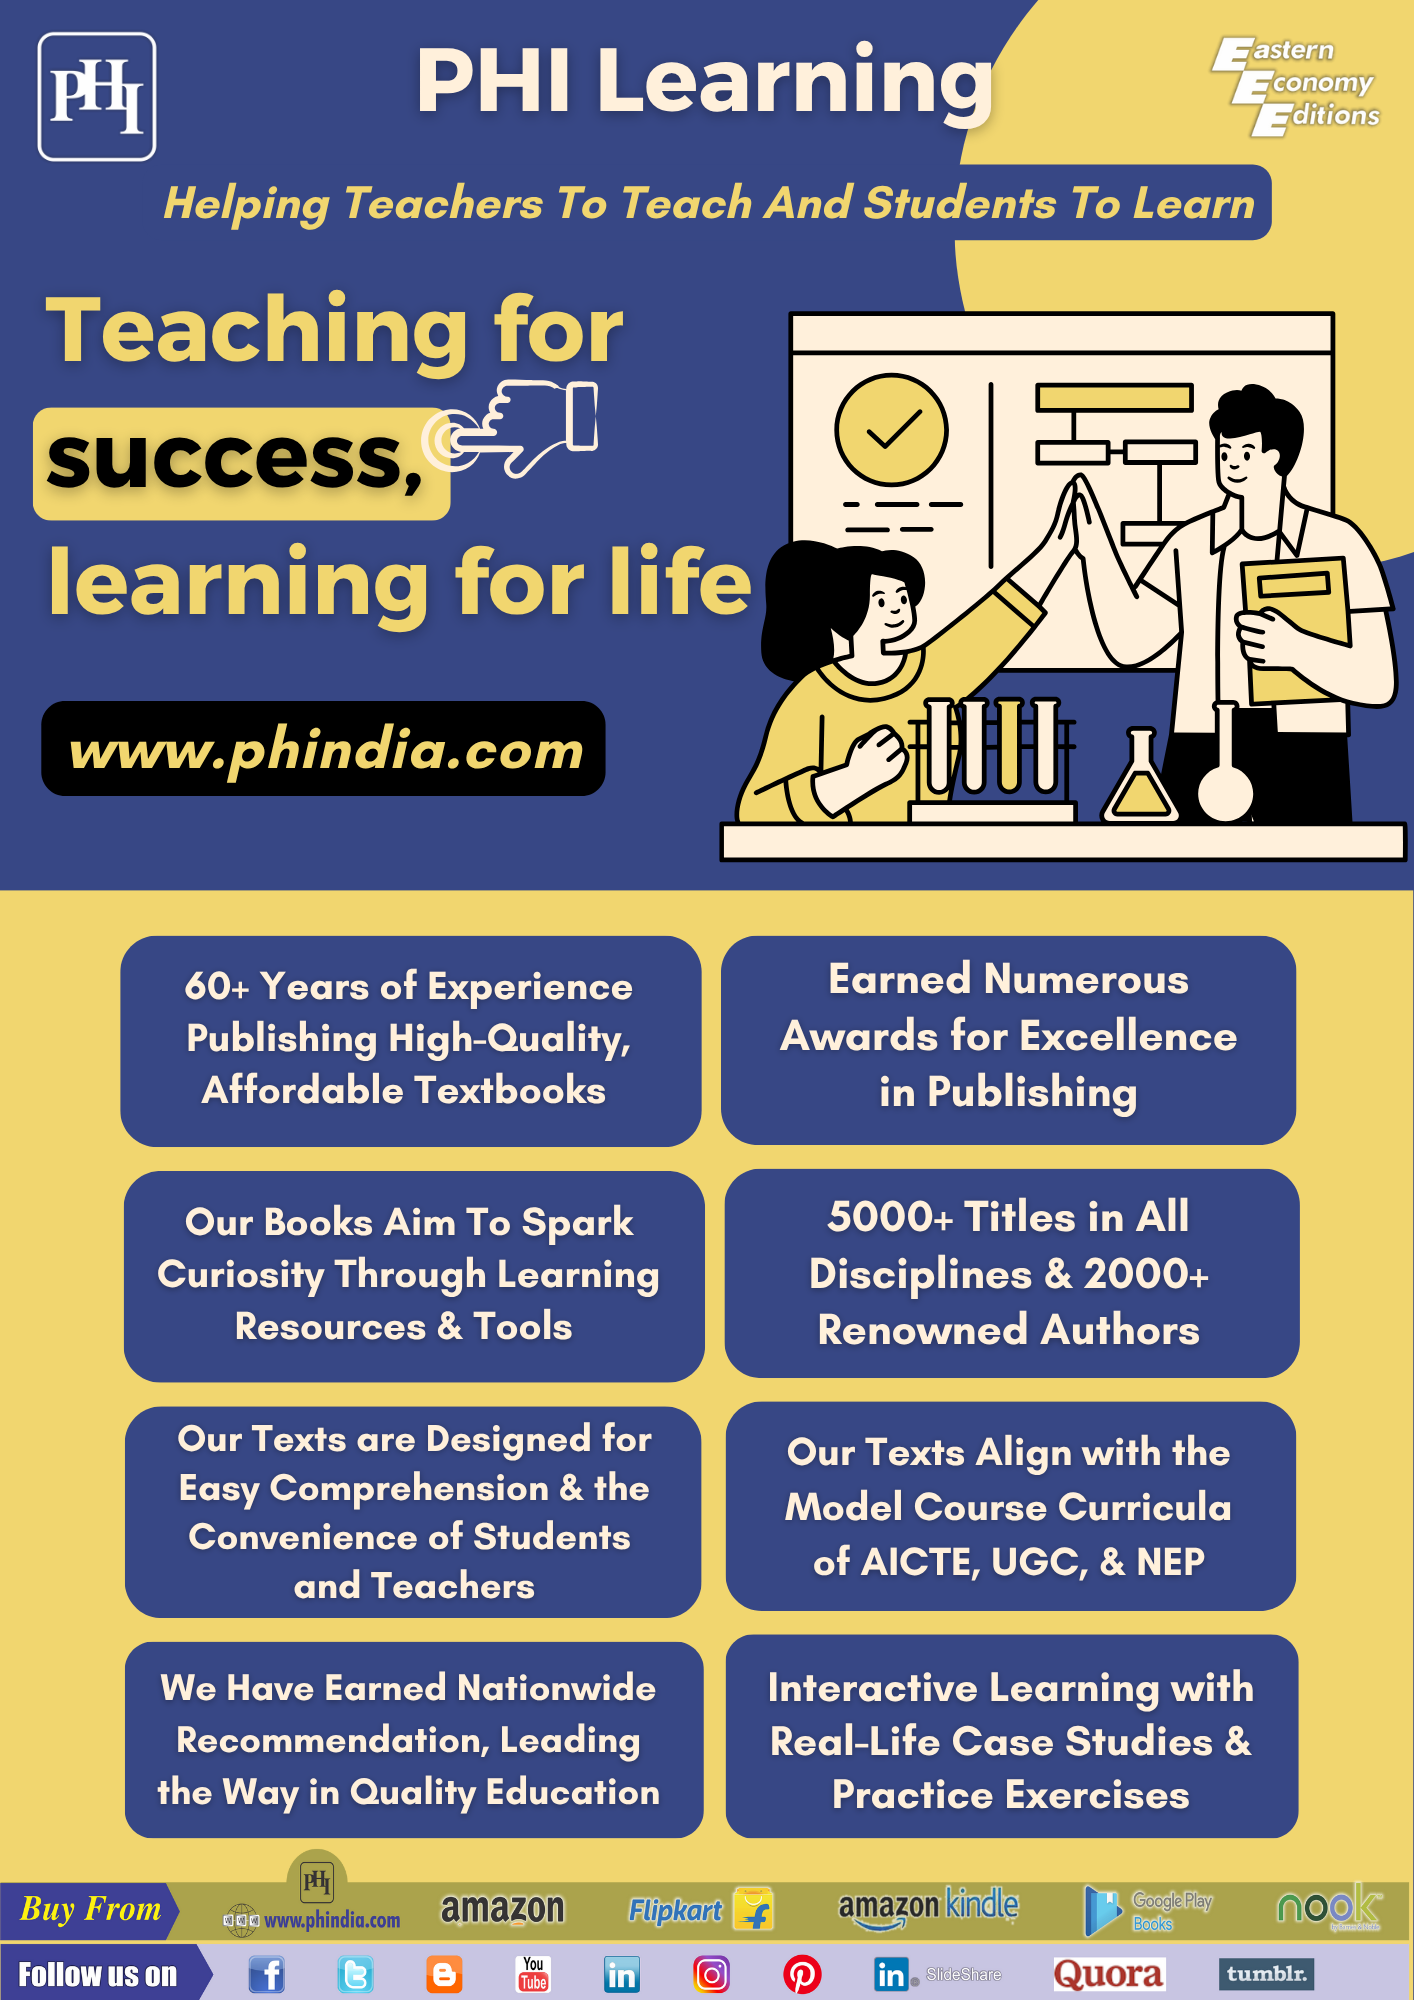 PHI
PHI Learning
Eastern
Economy
Editions
Helping Teachers To Teach And Students To Learn
Teaching for
success,
learning for life
www.phindia.com
60+ Years of Experience
Publishing High-Quality,
Affordable Textbooks
Earned Numerous
Awards for Excellence
in Publishing
Our Books Aim To Spark
Curiosity Through Learning
Resources & Tools
5000+ Titles in All
Disciplines & 2000+
Renowned Authors
Our Texts are Designed for
Easy Comprehension & the
Convenience of Students
and Teachers
Our Texts Align with the
Model Course Curricula
of AICTE, UGC, & NEP
We Have Earned Nationwide
Recommendation, Leading
the Way in Quality Education
Interactive Learning with
Real-Life Case Studies &
Practice Exercises
Buy From
PHI
www.phindia.com
amazon
Flipkart
amazon kindle
Google Play
Books
nook
by Barnes & Noble
Follow us on
You
Tube
in
in
SlideShare
Quora
tumblr.